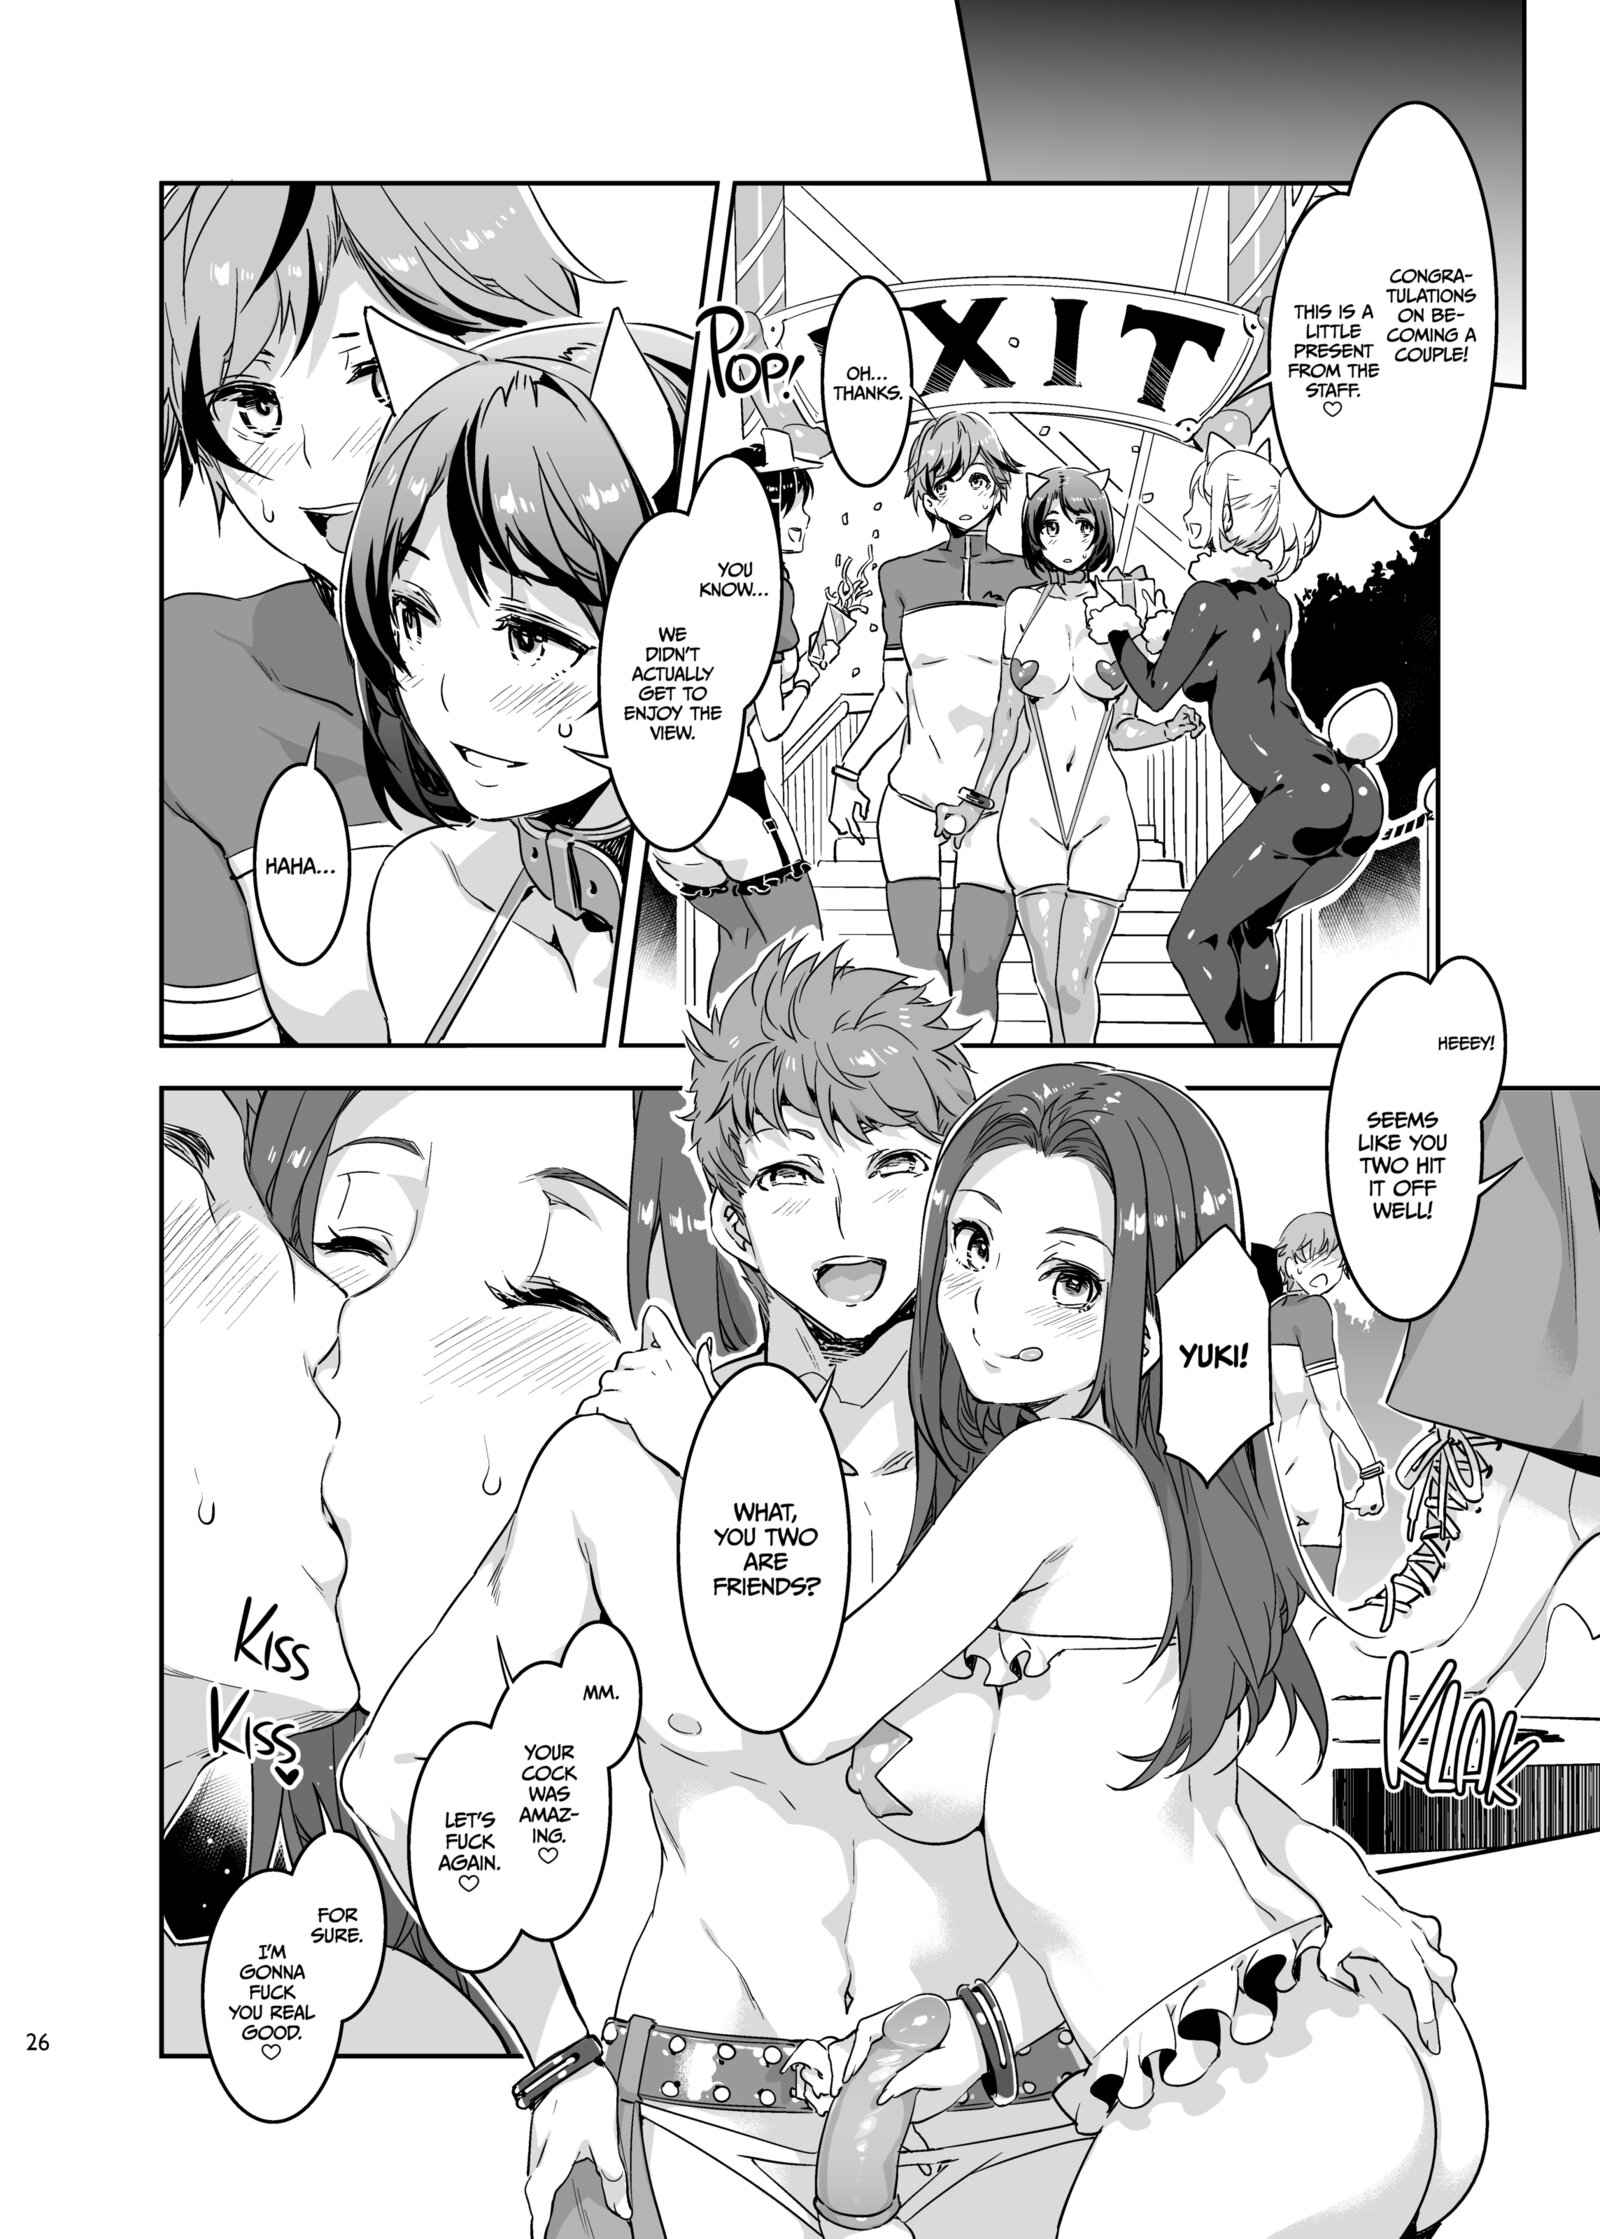 CONGRA-
TULATIONS
ON BE-
COMING A
COUPLE!
THIS IS A
LITTLE
PRESENT
FROM THE
STAFF.
♡
XIT
OH...
THANKS.
POP!
YOU
KNOW...
WE
DIDN'T
ACTUALLY
GET TO
ENJOY THE
VIEW.
HAHA...
HEEEY!
SEEMS
LIKE YOU
TWO HIT
IT OFF
WELL!
KLAK
YUKI!
WHAT,
YOU TWO
ARE
FRIENDS?
KISS
KISS
♥
MM.
YOUR
COCK
WAS
AMAZ-
ING.
♡
LET'S
FUCK
AGAIN.
♡
FOR
SURE.
I'M
GONNA
FUCK
YOU REAL
GOOD.
♡
26